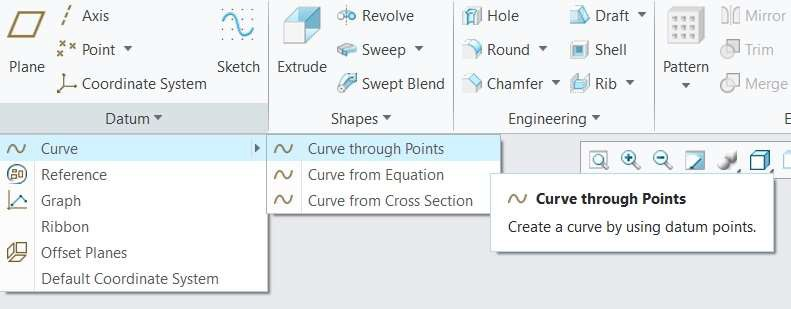 Plane
Axis
Point
Coordinate System
Sketch
Datum
Extrude
Revolve
Sweep
Swept Blend
Shapes
Hole
Round
Chamfer
Draft
Shell
Rib
Engineering
Pattern
Mirror
Trim
Merge
E
Curve
Reference
Graph
Ribbon
Offset Planes
Default Coordinate System
Curve through Points
Curve from Equation
Curve from Cross Section
Curve through Points
Create a curve by using datum points.